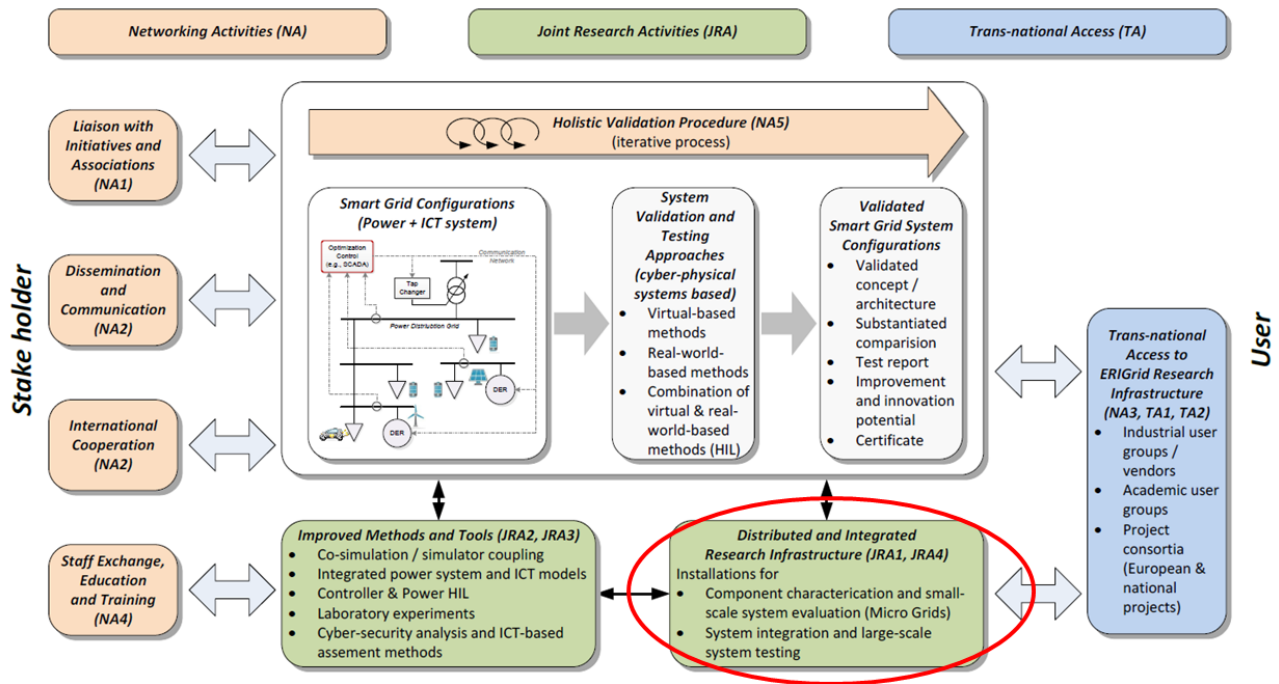 Networking Activities (NA)
Joint Research Activities (JRA)
Trans-national Access (TA)
Stake holder
Liaison with
Initiatives and
Associations
(NA1)
Dissemination
and
Communication
(NA2)
International
Cooperation
(NA2)
Staff Exchange,
Education
and Training
(NA4)
Holistic Validation Procedure (NA5)
(iterative process)
Smart Grid Configurations
(Power + ICT system)
Optimization
Control
(e.g., SCADA)
Communication
Network
Tap
Changer
Power Distribution Grid
DER
DER
System
Validation and
Testing
Approaches
(cyber-physical
systems based)
• Virtual-based
methods
• Real-world-
based methods
• Combination of
virtual & real-
world-based
methods (HIL)
Validated
Smart Grid System
Configurations
• Validated
concept /
architecture
• Substantiated
comparision
• Test report
• Improvement
and innovation
potential
• Certificate
Improved Methods and Tools (JRA2, JRA3)
• Co-simulation / simulator coupling
• Integrated power system and ICT models
• Controller & Power HIL
• Laboratory experiments
• Cyber-security analysis and ICT-based
assement methods
Distributed and Integrated
Research Infrastructure (JRA1, JRA4)
Installations for
• Component characterication and small-
scale system evaluation (Micro Grids)
• System integration and large-scale
system testing
Trans-national
Access to
ERIGrid Research
Infrastructure
(NA3, TA1, TA2)
• Industrial user
groups /
vendors
• Academic user
groups
• Project
consortia
(European &
national
projects)
User